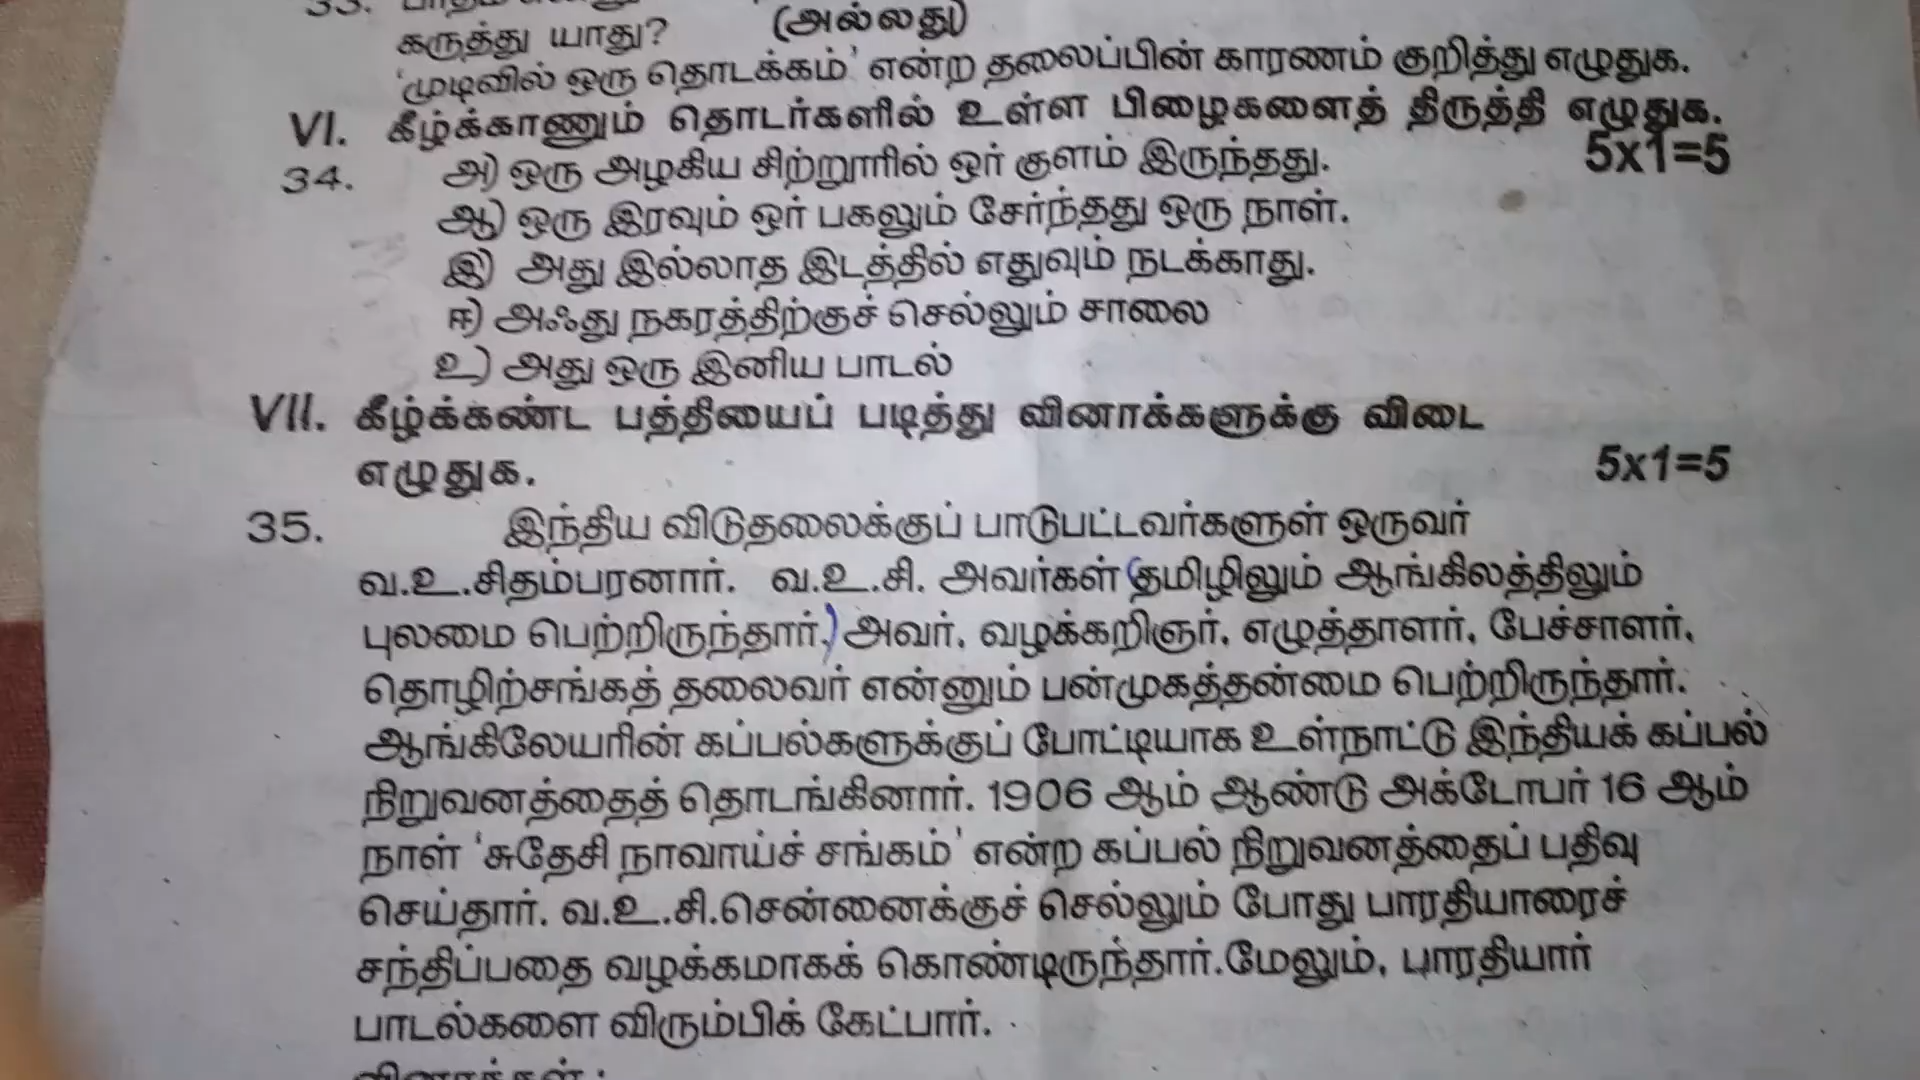 33.
கருத்து யாது? (அல்லது)
'முடிவில் ஒரு தொடக்கம்' என்ற தலைப்பின் காரணம் குறித்து எழுதுக.
VI. கீழ்க்காணும் தொடர்களில் உள்ள பிழைகளைத் திருத்தி எழுதுக.
5x1=5
34. அ) ஒரு அழகிய சிற்றூரில் ஓர் குளம் இருந்தது.
ஆ) ஒரு இரவும் ஓர் பகலும் சேர்ந்தது ஒரு நாள்.
இ) அது இல்லாத இடத்தில் எதுவும் நடக்காது.
ஈ) அஃது நகரத்திற்குச் செல்லும் சாலை
உ) அது ஒரு இனிய பாடல்
VII. கீழ்க்கண்ட பத்தியைப் படித்து வினாக்களுக்கு விடை
எழுதுக. 5x1=5
35. இந்திய விடுதலைக்குப் பாடுபட்டவர்களுள் ஒருவர்
வ.உ.சிதம்பரனார். வ.உ.சி. அவர்கள் (தமிழிலும் ஆங்கிலத்திலும்
புலமை பெற்றிருந்தார்.) அவர், வழக்கறிஞர், எழுத்தாளர், பேச்சாளர்,
தொழிற்சங்கத் தலைவர் என்னும் பன்முகத்தன்மை பெற்றிருந்தார்.
ஆங்கிலேயரின் கப்பல்களுக்குப் போட்டியாக உள்நாட்டு இந்தியக் கப்பல்
நிறுவனத்தைத் தொடங்கினார். 1906 ஆம் ஆண்டு அக்டோபர் 16 ஆம்
நாள் 'சுதேசி நாவாய்ச் சங்கம்' என்ற கப்பல் நிறுவனத்தைப் பதிவு
செய்தார். வ.உ.சி.சென்னைக்குச் செல்லும் போது பாரதியாரைச்
சந்திப்பதை வழக்கமாகக் கொண்டிருந்தார்.மேலும், பாரதியார்
பாடல்களை விரும்பிக் கேட்பார்.